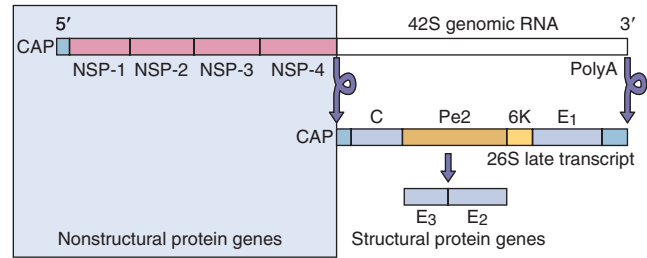 5′ 42S genomic RNA 3′
CAP
NSP-1 NSP-2 NSP-3 NSP-4 PolyA
C Pe2 6K E1
CAP
26S late transcript
E3 E2
Nonstructural protein genes Structural protein genes